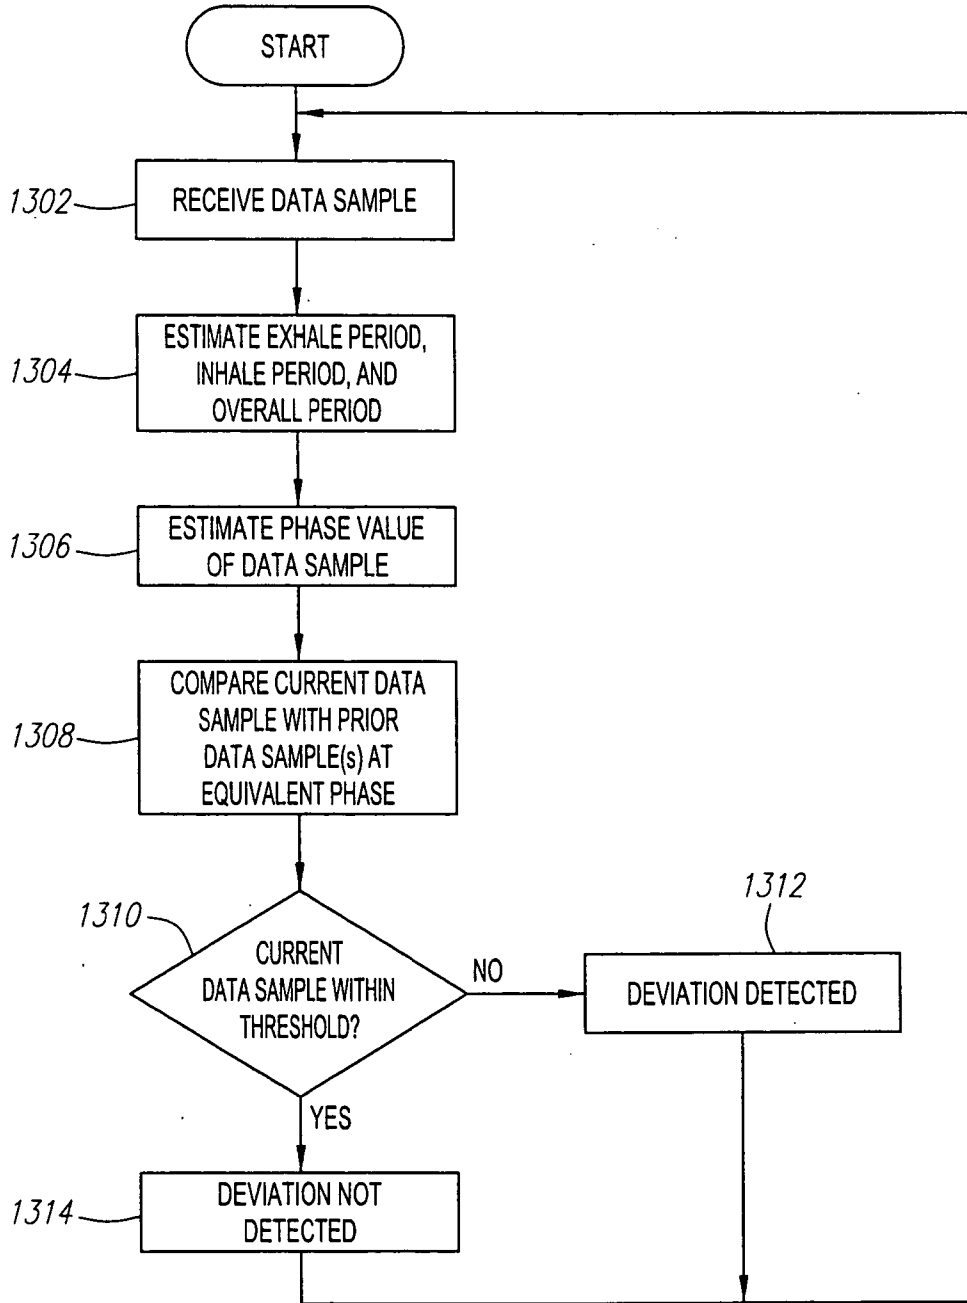 START
1302
RECEIVE DATA SAMPLE
1304
ESTIMATE EXHALE PERIOD,
INHALE PERIOD, AND
OVERALL PERIOD
1306
ESTIMATE PHASE VALUE
OF DATA SAMPLE
1308
COMPARE CURRENT DATA
SAMPLE WITH PRIOR
DATA SAMPLE(s) AT
EQUIVALENT PHASE
1310
CURRENT
DATA SAMPLE WITHIN
THRESHOLD?
NO
1312
DEVIATION DETECTED
YES
1314
DEVIATION NOT
DETECTED